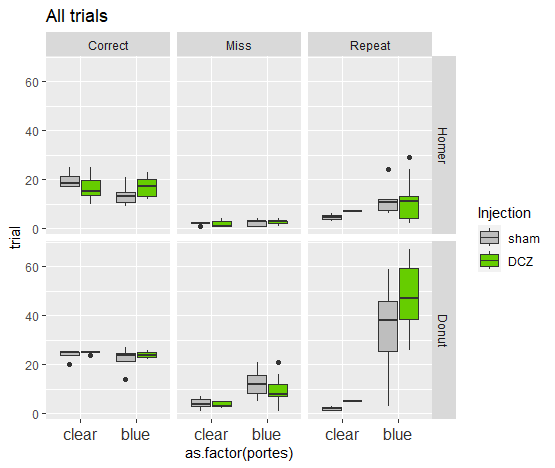 All trials
Correct
Miss
Repeat
60
40
20
0
Homer
60
40
20
0
Donut
trial
clear
blue
clear
blue
clear
blue
as.factor(portes)
Injection
sham
DCZ